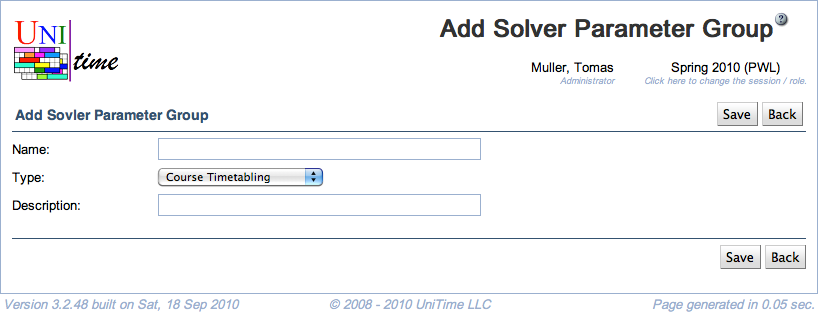 Add Solver Parameter Group ?
UNI time
Muller, Tomas Spring 2010 (PWL)
Administrator Click here to change the session / role.
Add Sovler Parameter Group Save Back
Name:
Type: Course Timetabling
Description:
Save Back
Version 3.2.48 built on Sat, 18 Sep 2010 © 2008 - 2010 UniTime LLC Page generated in 0.05 sec.